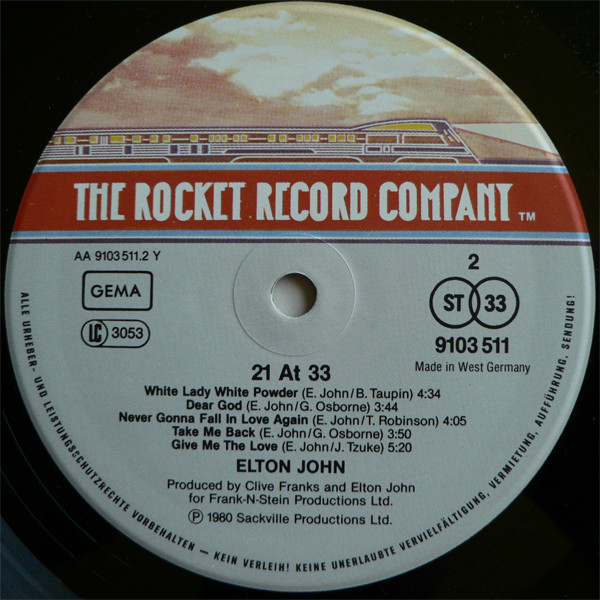 THE ROCKET RECORD COMPANY TM
AA 9103 511.2 Y
GEMA
LC 3053
2
ST 33
9103 511
Made in West Germany
21 At 33
White Lady White Powder (E. John/B. Taupin) 4:34
Dear God (E. John/G. Osborne) 3:44
Never Gonna Fall In Love Again (E. John/T. Robinson) 4:05
Take Me Back (E. John/G. Osborne) 3:50
Give Me The Love (E. John/J. Tzuke) 5:20
ELTON JOHN
Produced by Clive Franks and Elton John
for Frank-N-Stein Productions Ltd.
Ⓟ 1980 Sackville Productions Ltd.
ALLE URHEBER- UND LEISTUNGSSCHUTZRECHTE VORBEHALTEN – KEIN VERLEIH! KEINE UNERLAUBTE VERVIELFÄLTIGUNG, VERMIETUNG, AUFFÜHRUNG, SENDUNG!